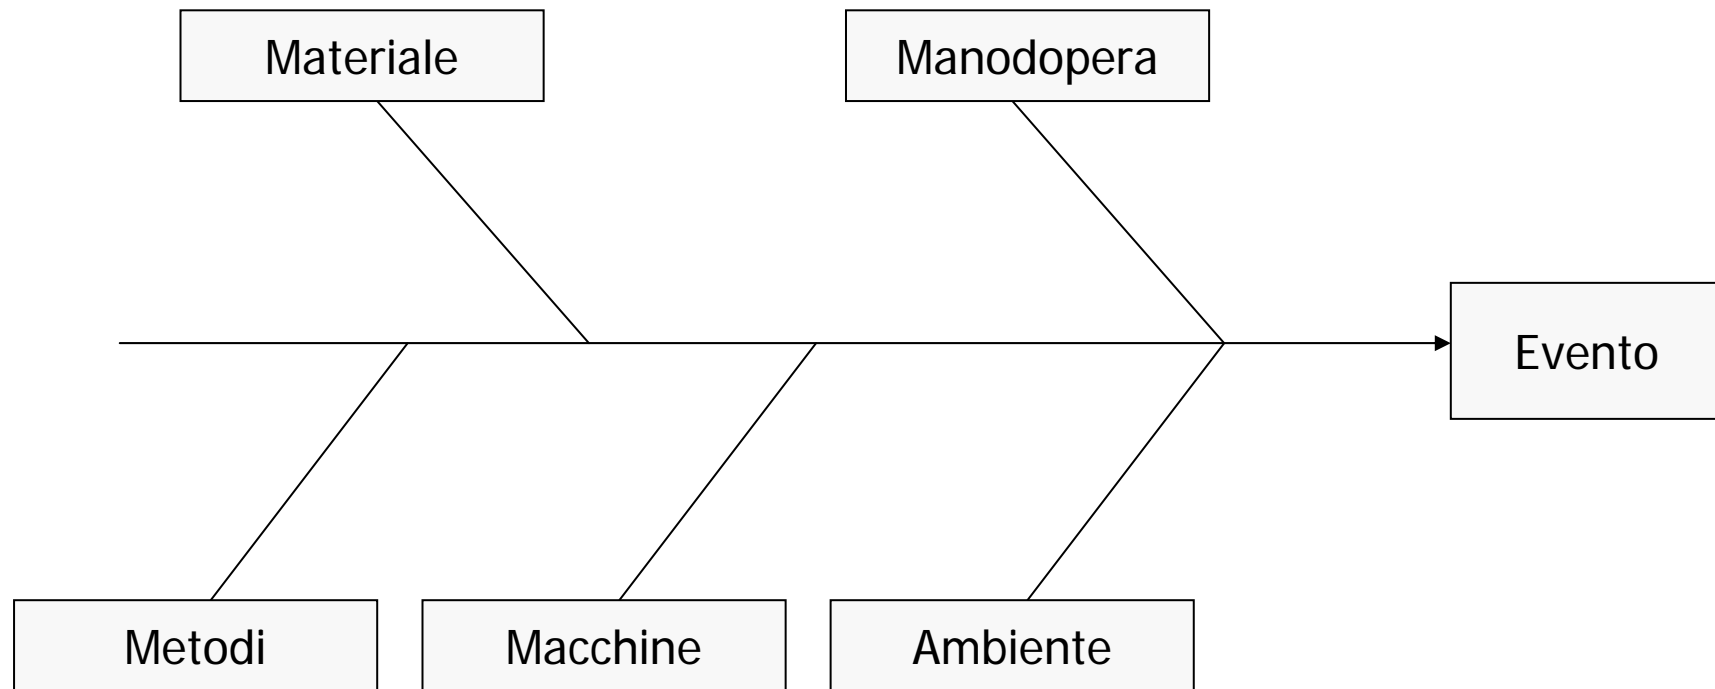 Materiale
Manodopera
Evento
Metodi
Macchine
Ambiente